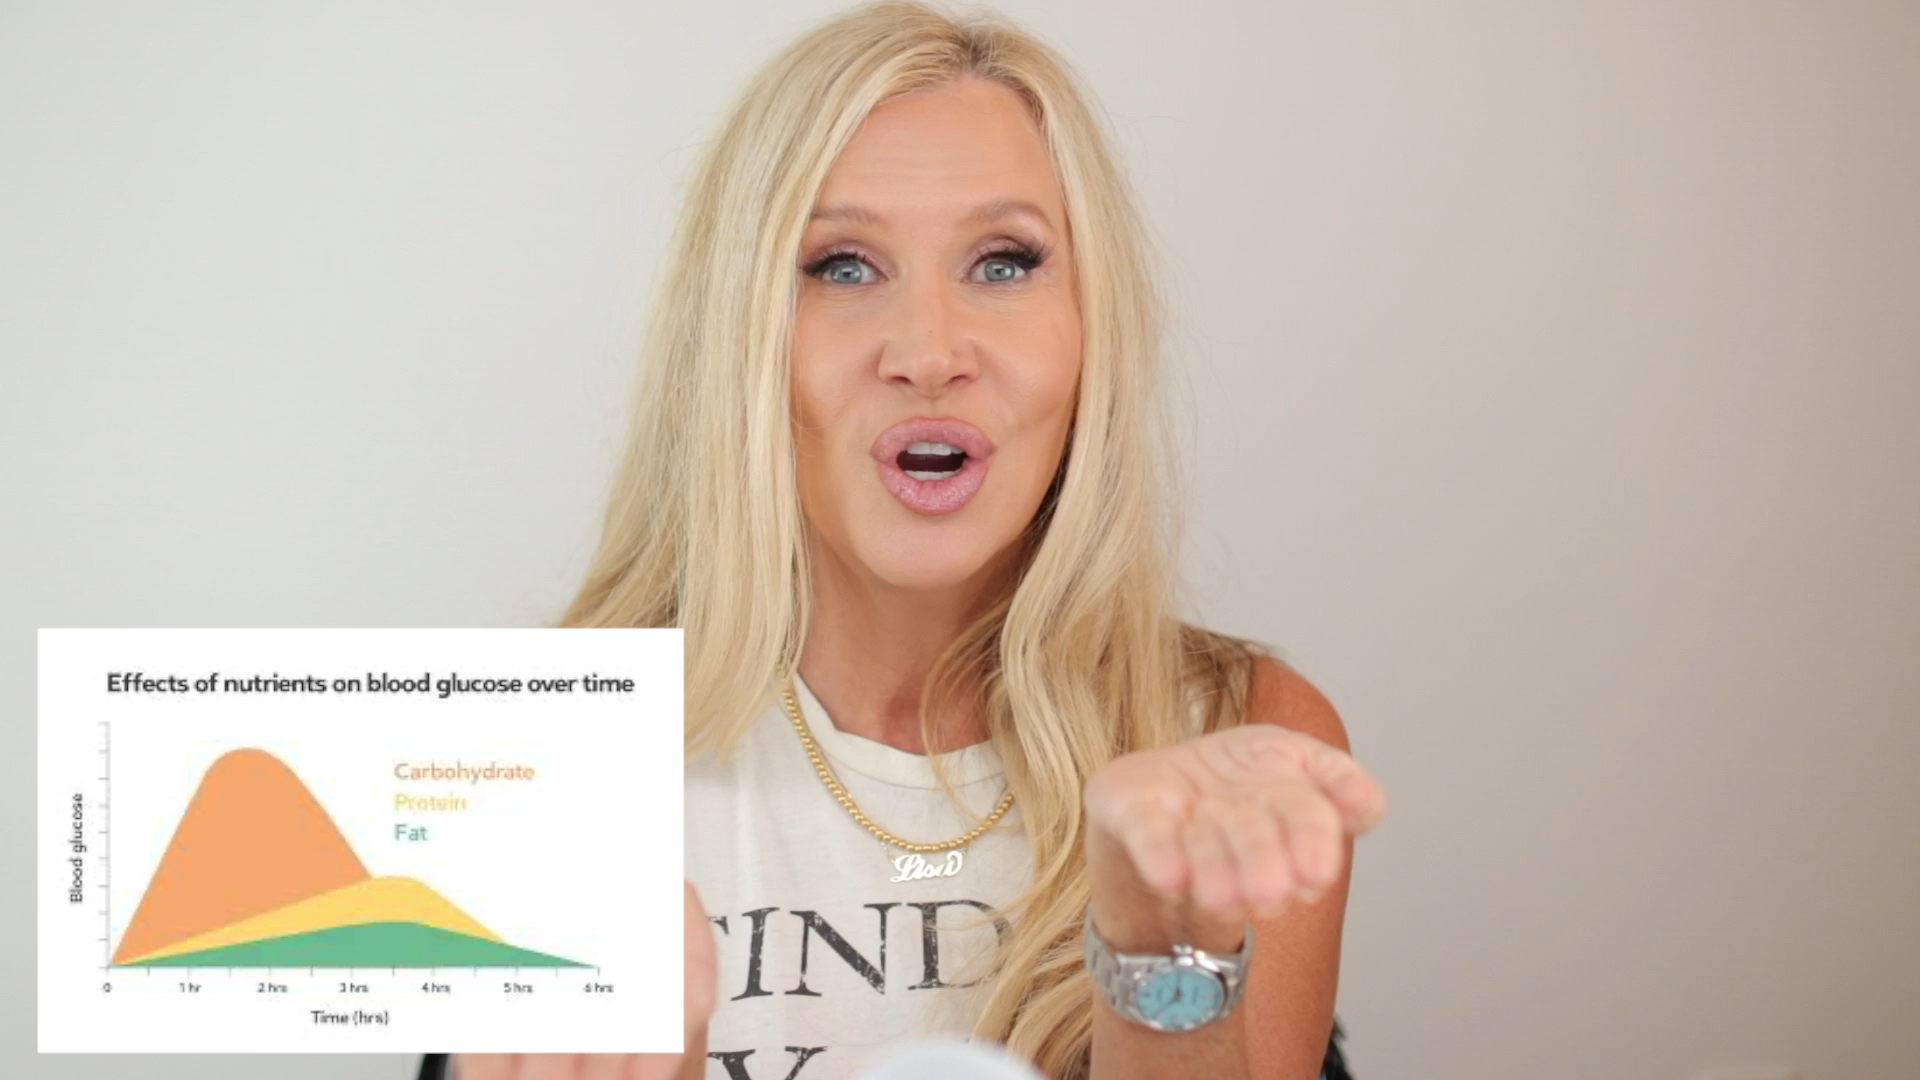 Effects of nutrients on blood glucose over time
Carbohydrate
Protein
Fat
Blood glucose
0 1 hr 2 hrs 3 hrs 4 hrs 5 hrs 6 hrs
Time (hrs)
Lisa
FIND